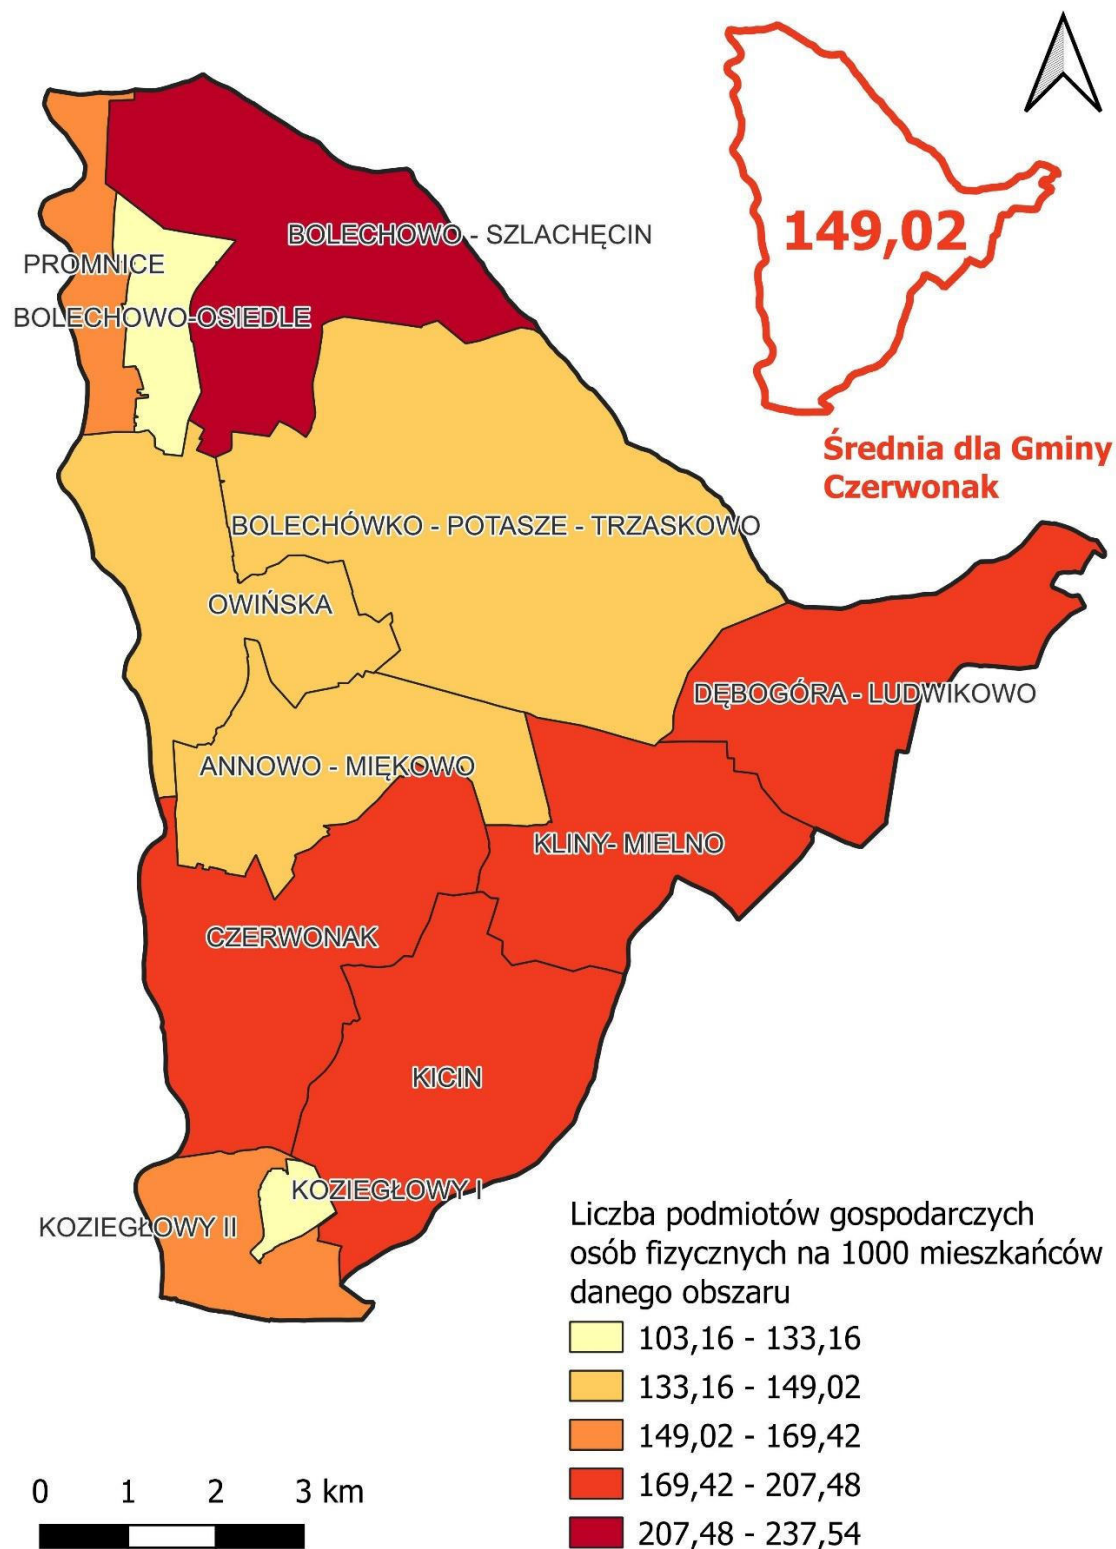 149,02
Średnia dla Gminy
Czerwonak
BOLECHOWO - SZLACHĘCIN
PROMNICE
BOLECHOWO-OSIEDLE
BOLECHÓWKO - POTASZE - TRZASKOWO
OWIŃSKA
DĘBOGÓRA - LUDWIKOWO
ANNOWO - MIĘKOWO
KLINY- MIELNO
CZERWONAK
KICIN
KOZIEGŁOWY I
KOZIEGŁOWY II
Liczba podmiotów gospodarczych
osób fizycznych na 1000 mieszkańców
danego obszaru
103,16 - 133,16
133,16 - 149,02
149,02 - 169,42
169,42 - 207,48
207,48 - 237,54
0 1 2 3 km